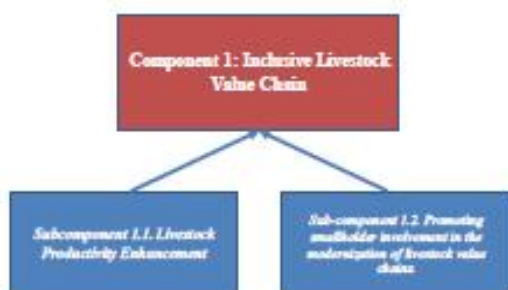 Component 1: Inclusive Livestock
Value Chain
Subcomponent 1.1. Livestock
Productivity Enhancement
Sub-component 1.2. Promoting
smallholder involvement in the
modernization of livestock value
chains.